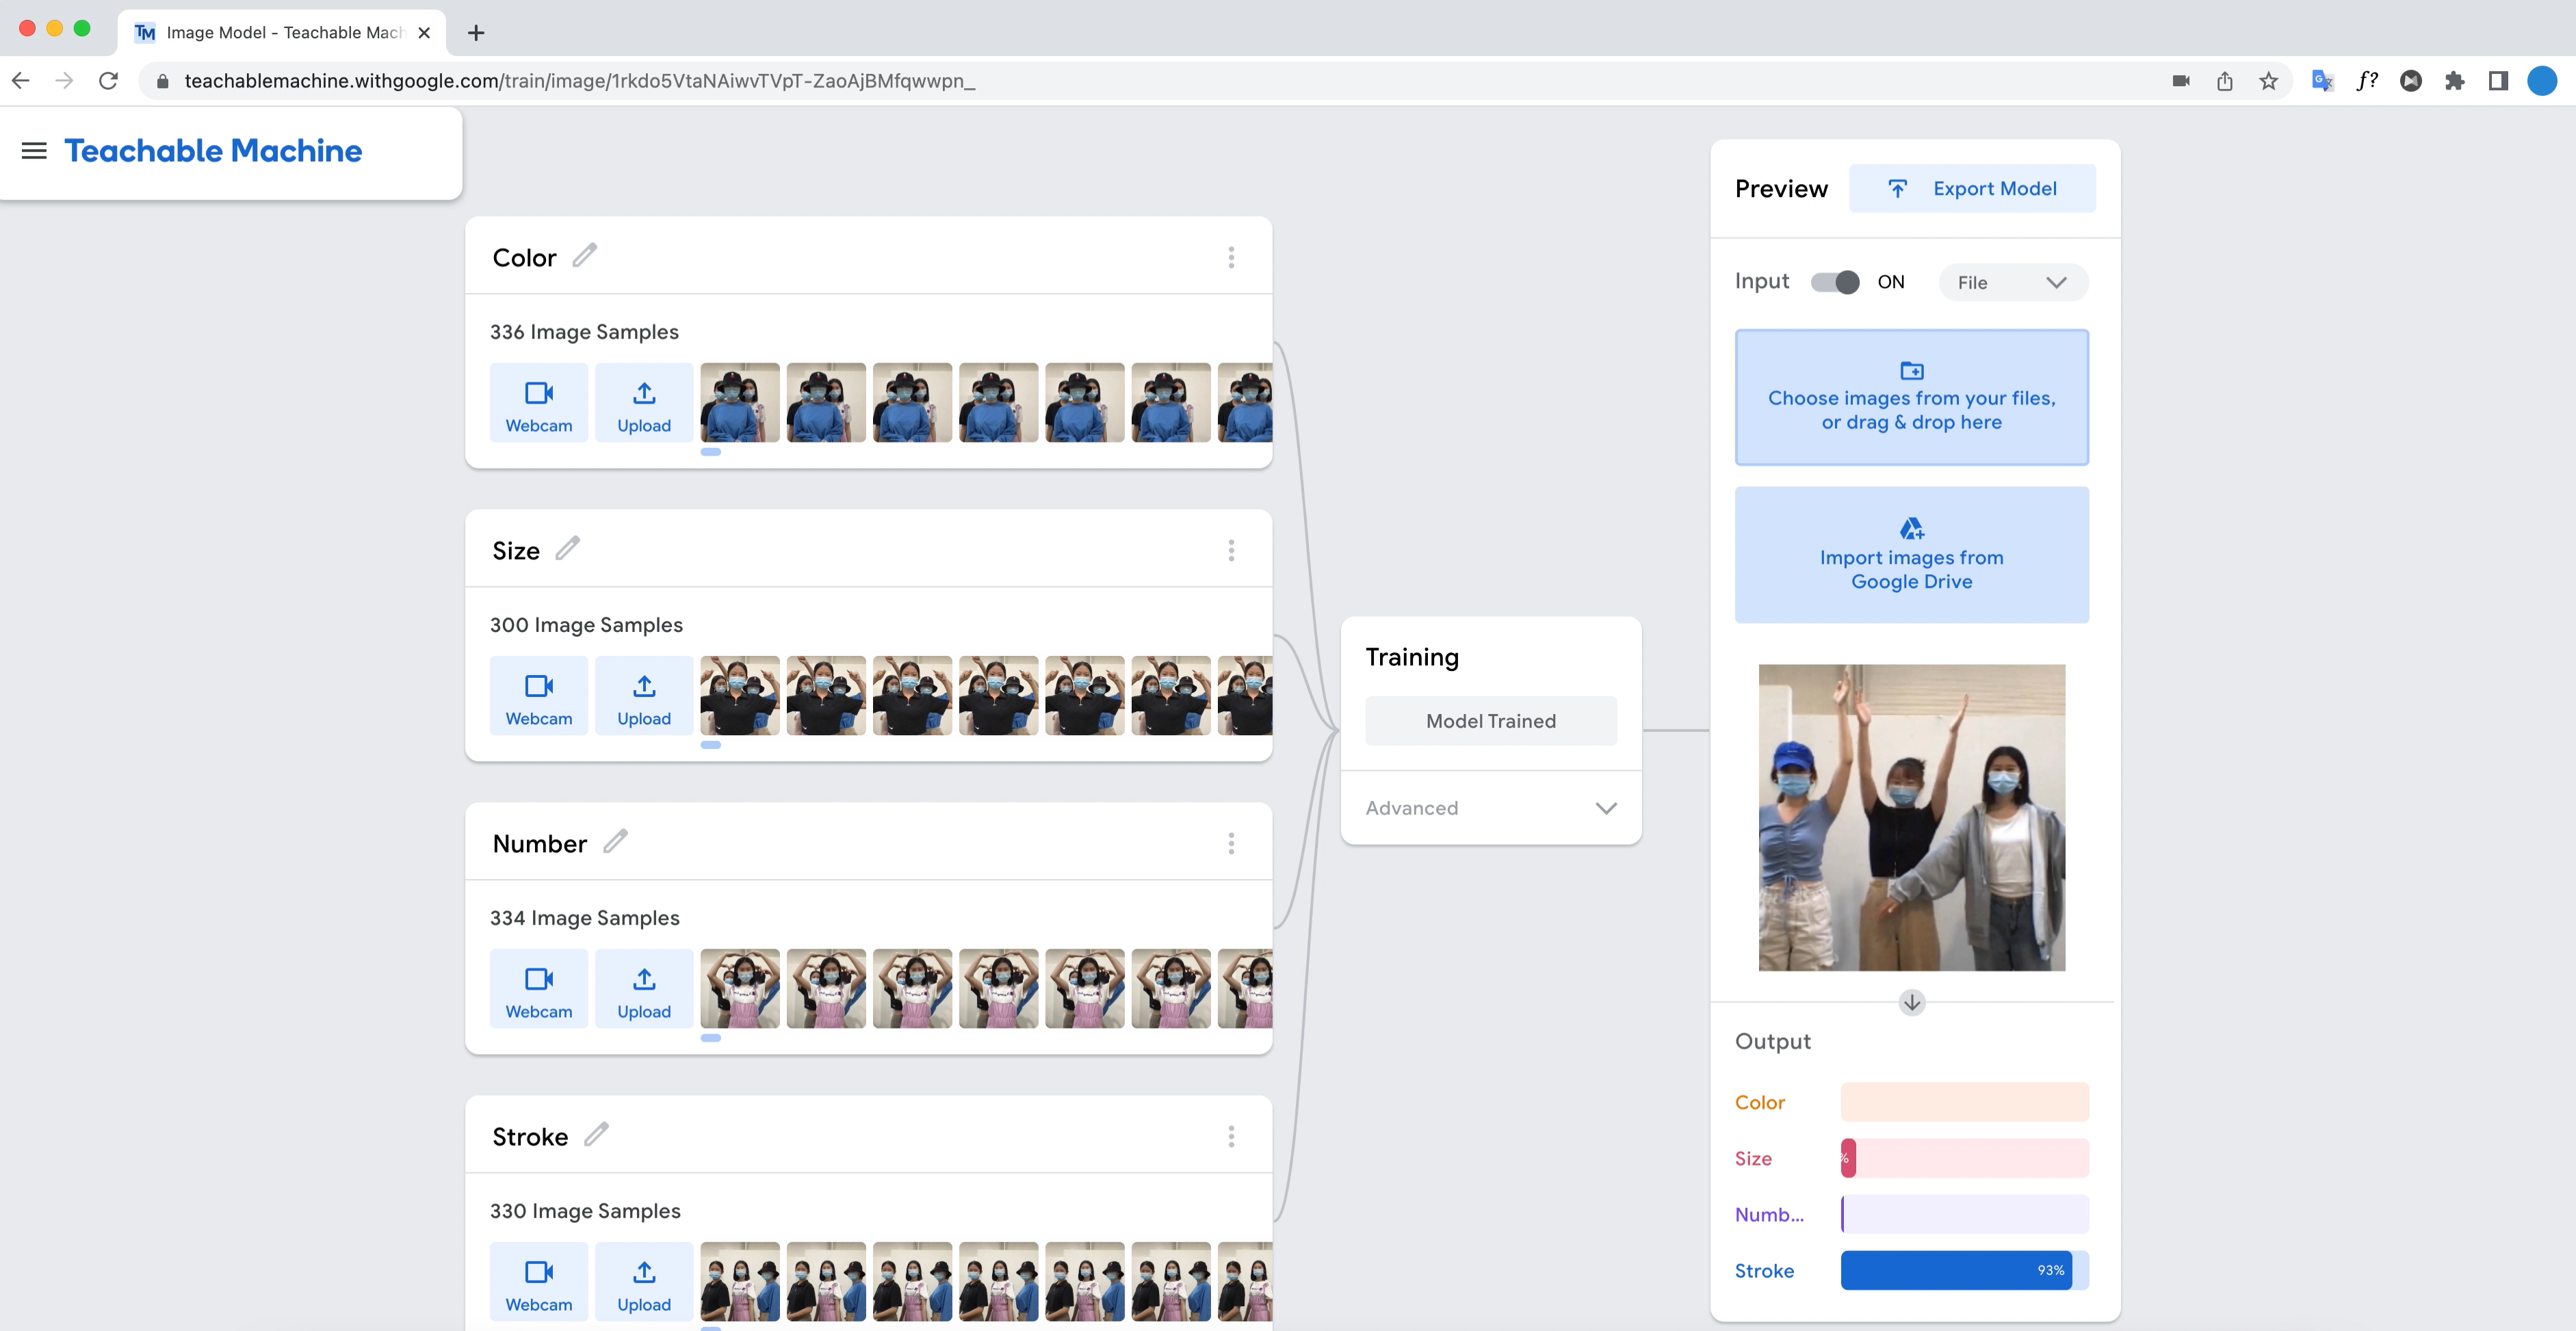 Image Model - Teachable Mach
teachablemachine.withgoogle.com/train/image/1rkdo5VtaNAiwvTVpT-ZaoAjBMfqwwpn_
Teachable Machine
Color
336 Image Samples
Webcam
Upload
Size
300 Image Samples
Webcam
Upload
Number
334 Image Samples
Webcam
Upload
Stroke
330 Image Samples
Webcam
Upload
Training
Model Trained
Advanced
Preview
Export Model
Input ON File
Choose images from your files,
or drag & drop here
Import images from
Google Drive
Output
Color
Size %
Numb...
Stroke 93%